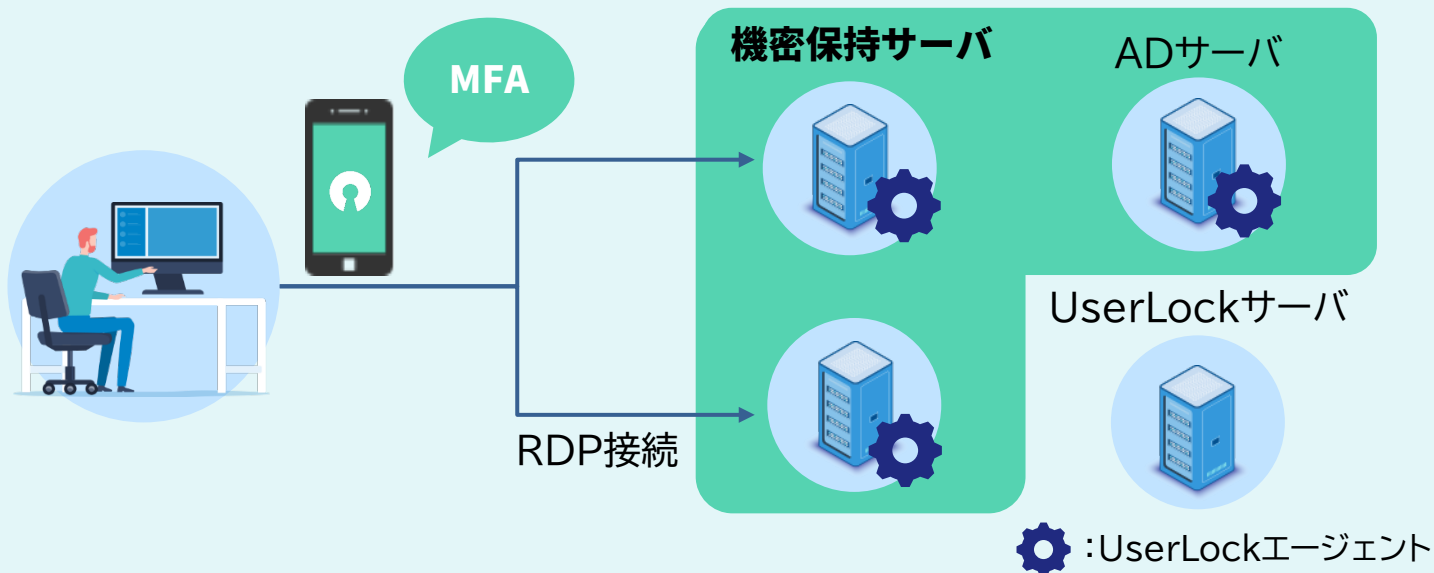 MFA
機密保持サーバ
ADサーバ
UserLockサーバ
RDP接続
:UserLockエージェント